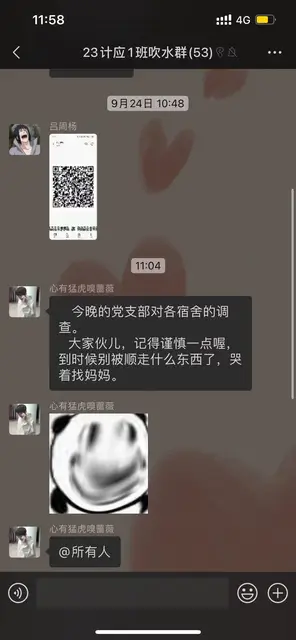 11:58
4G
23计应1班吹水群(53)
9月24日 10:48
吕周杨
11:04
心有猛虎嗅蔷薇
今晚的党支部对各宿舍的调
查。
大家伙儿，记得谨慎一点喔，
到时候别被顺走什么东西了，哭
着找妈妈。
心有猛虎嗅蔷薇
心有猛虎嗅蔷薇
@所有人